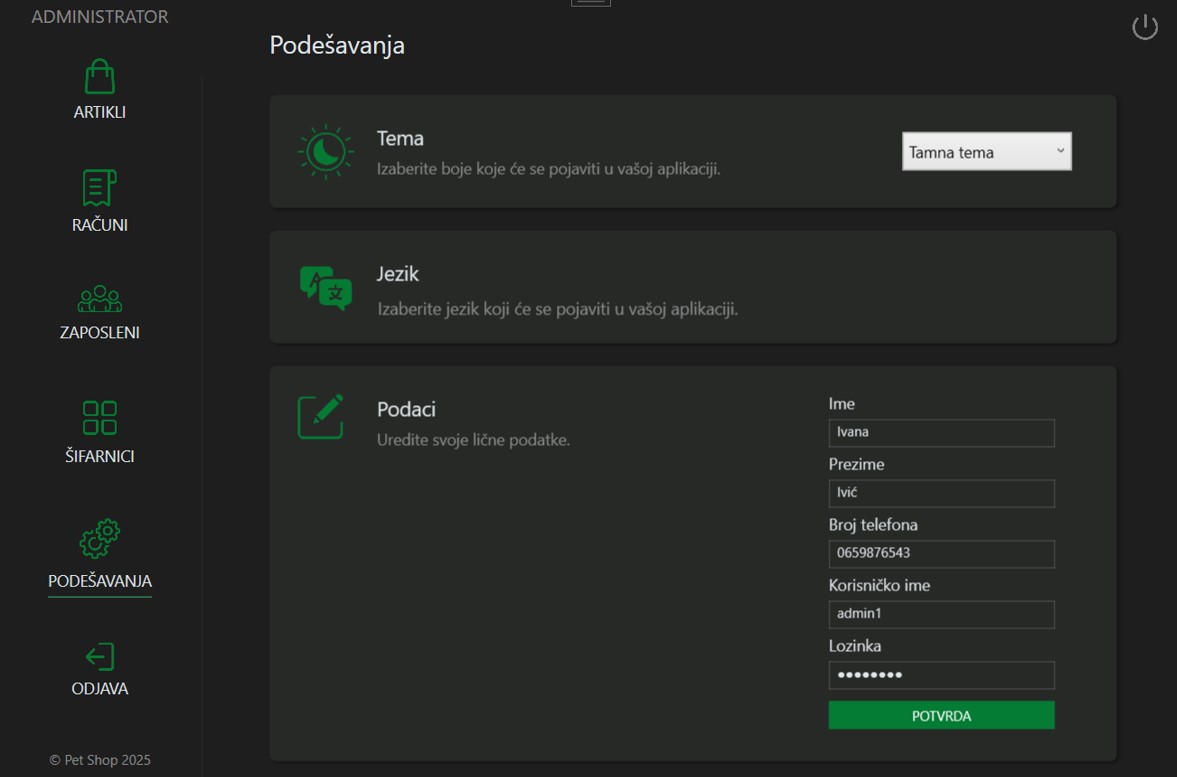 ADMINISTRATOR
ARTIKLI
RAČUNI
ZAPOSLENI
ŠIFARNICI
PODEŠAVANJA
ODJAVA
© Pet Shop 2025
Podešavanja
Tema
Izaberite boje koje će se pojaviti u vašoj aplikaciji.
Tamna tema
Jezik
Izaberite jezik koji će se pojaviti u vašoj aplikaciji.
Podaci
Uredite svoje lične podatke.
Ime
Ivana
Prezime
Ivić
Broj telefona
0659876543
Korisničko ime
admin1
Lozinka
●●●●●●●●
POTVRDA